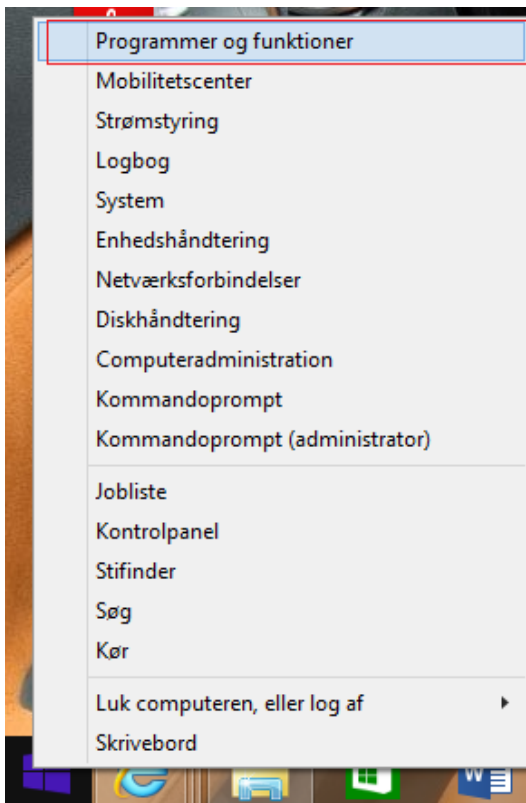 Programmer og funktioner
Mobilitetscenter
Strømstyring
Logbog
System
Enhedshåndtering
Netværksforbindelser
Diskhåndtering
Computeradministration
Kommandoprompt
Kommandoprompt (administrator)
Jobliste
Kontrolpanel
Stifinder
Søg
Kør
Luk computeren, eller log af
Skrivebord